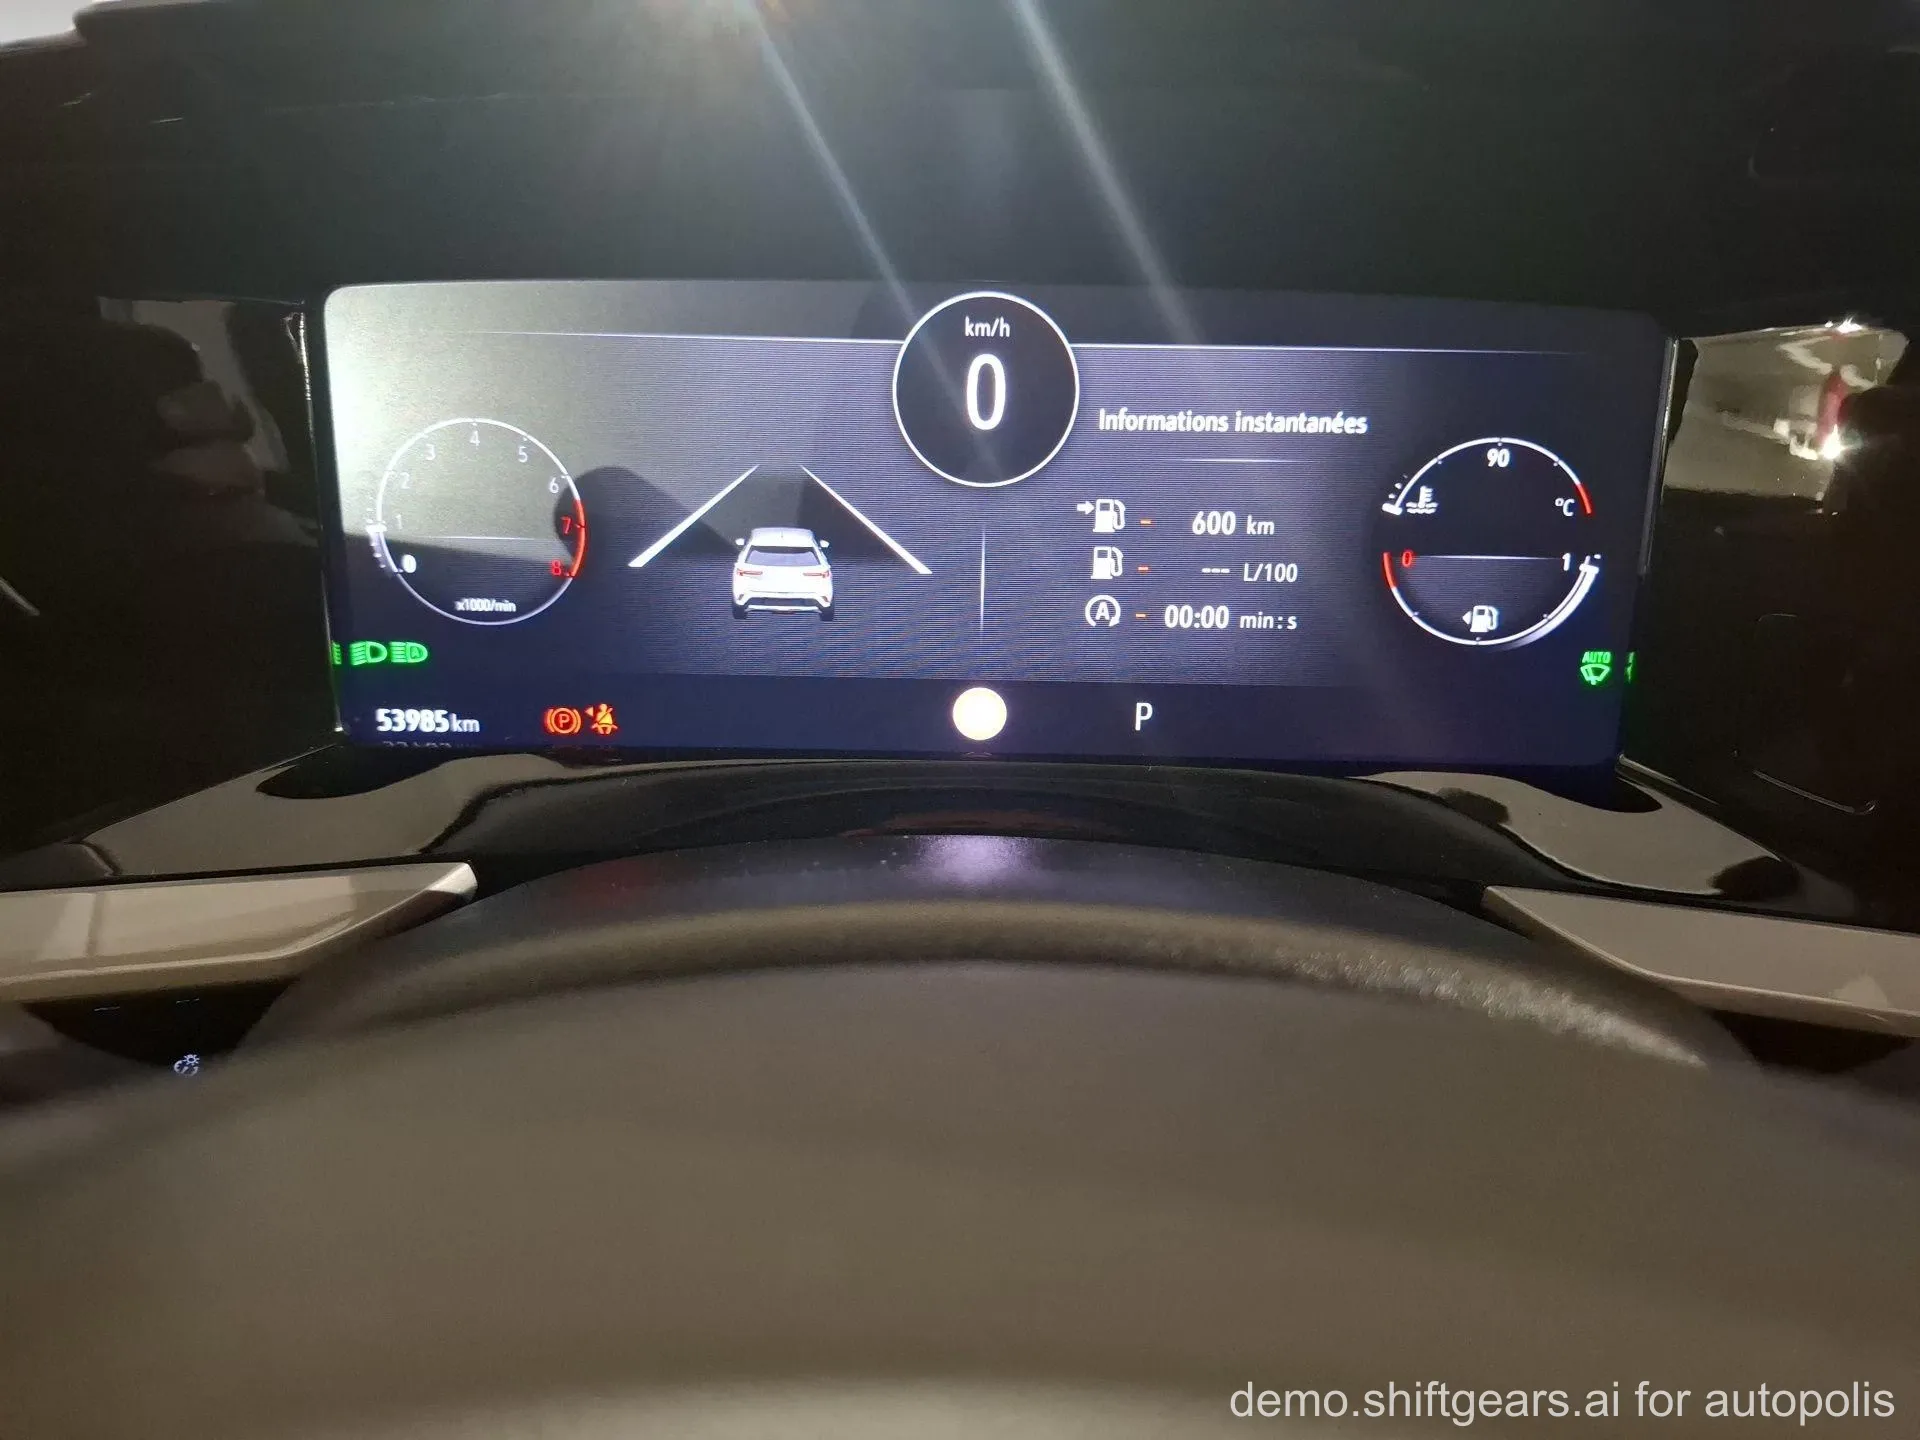 km/h
0
Informations instantanées
600 km
--- L/100
A
00:00 min:s
0 1 2 3 4 5 6 7 8
x1000/min
90
°C
0 1
AUTO
A
53985 km
P
P
demo.shiftgears.ai for autopolis